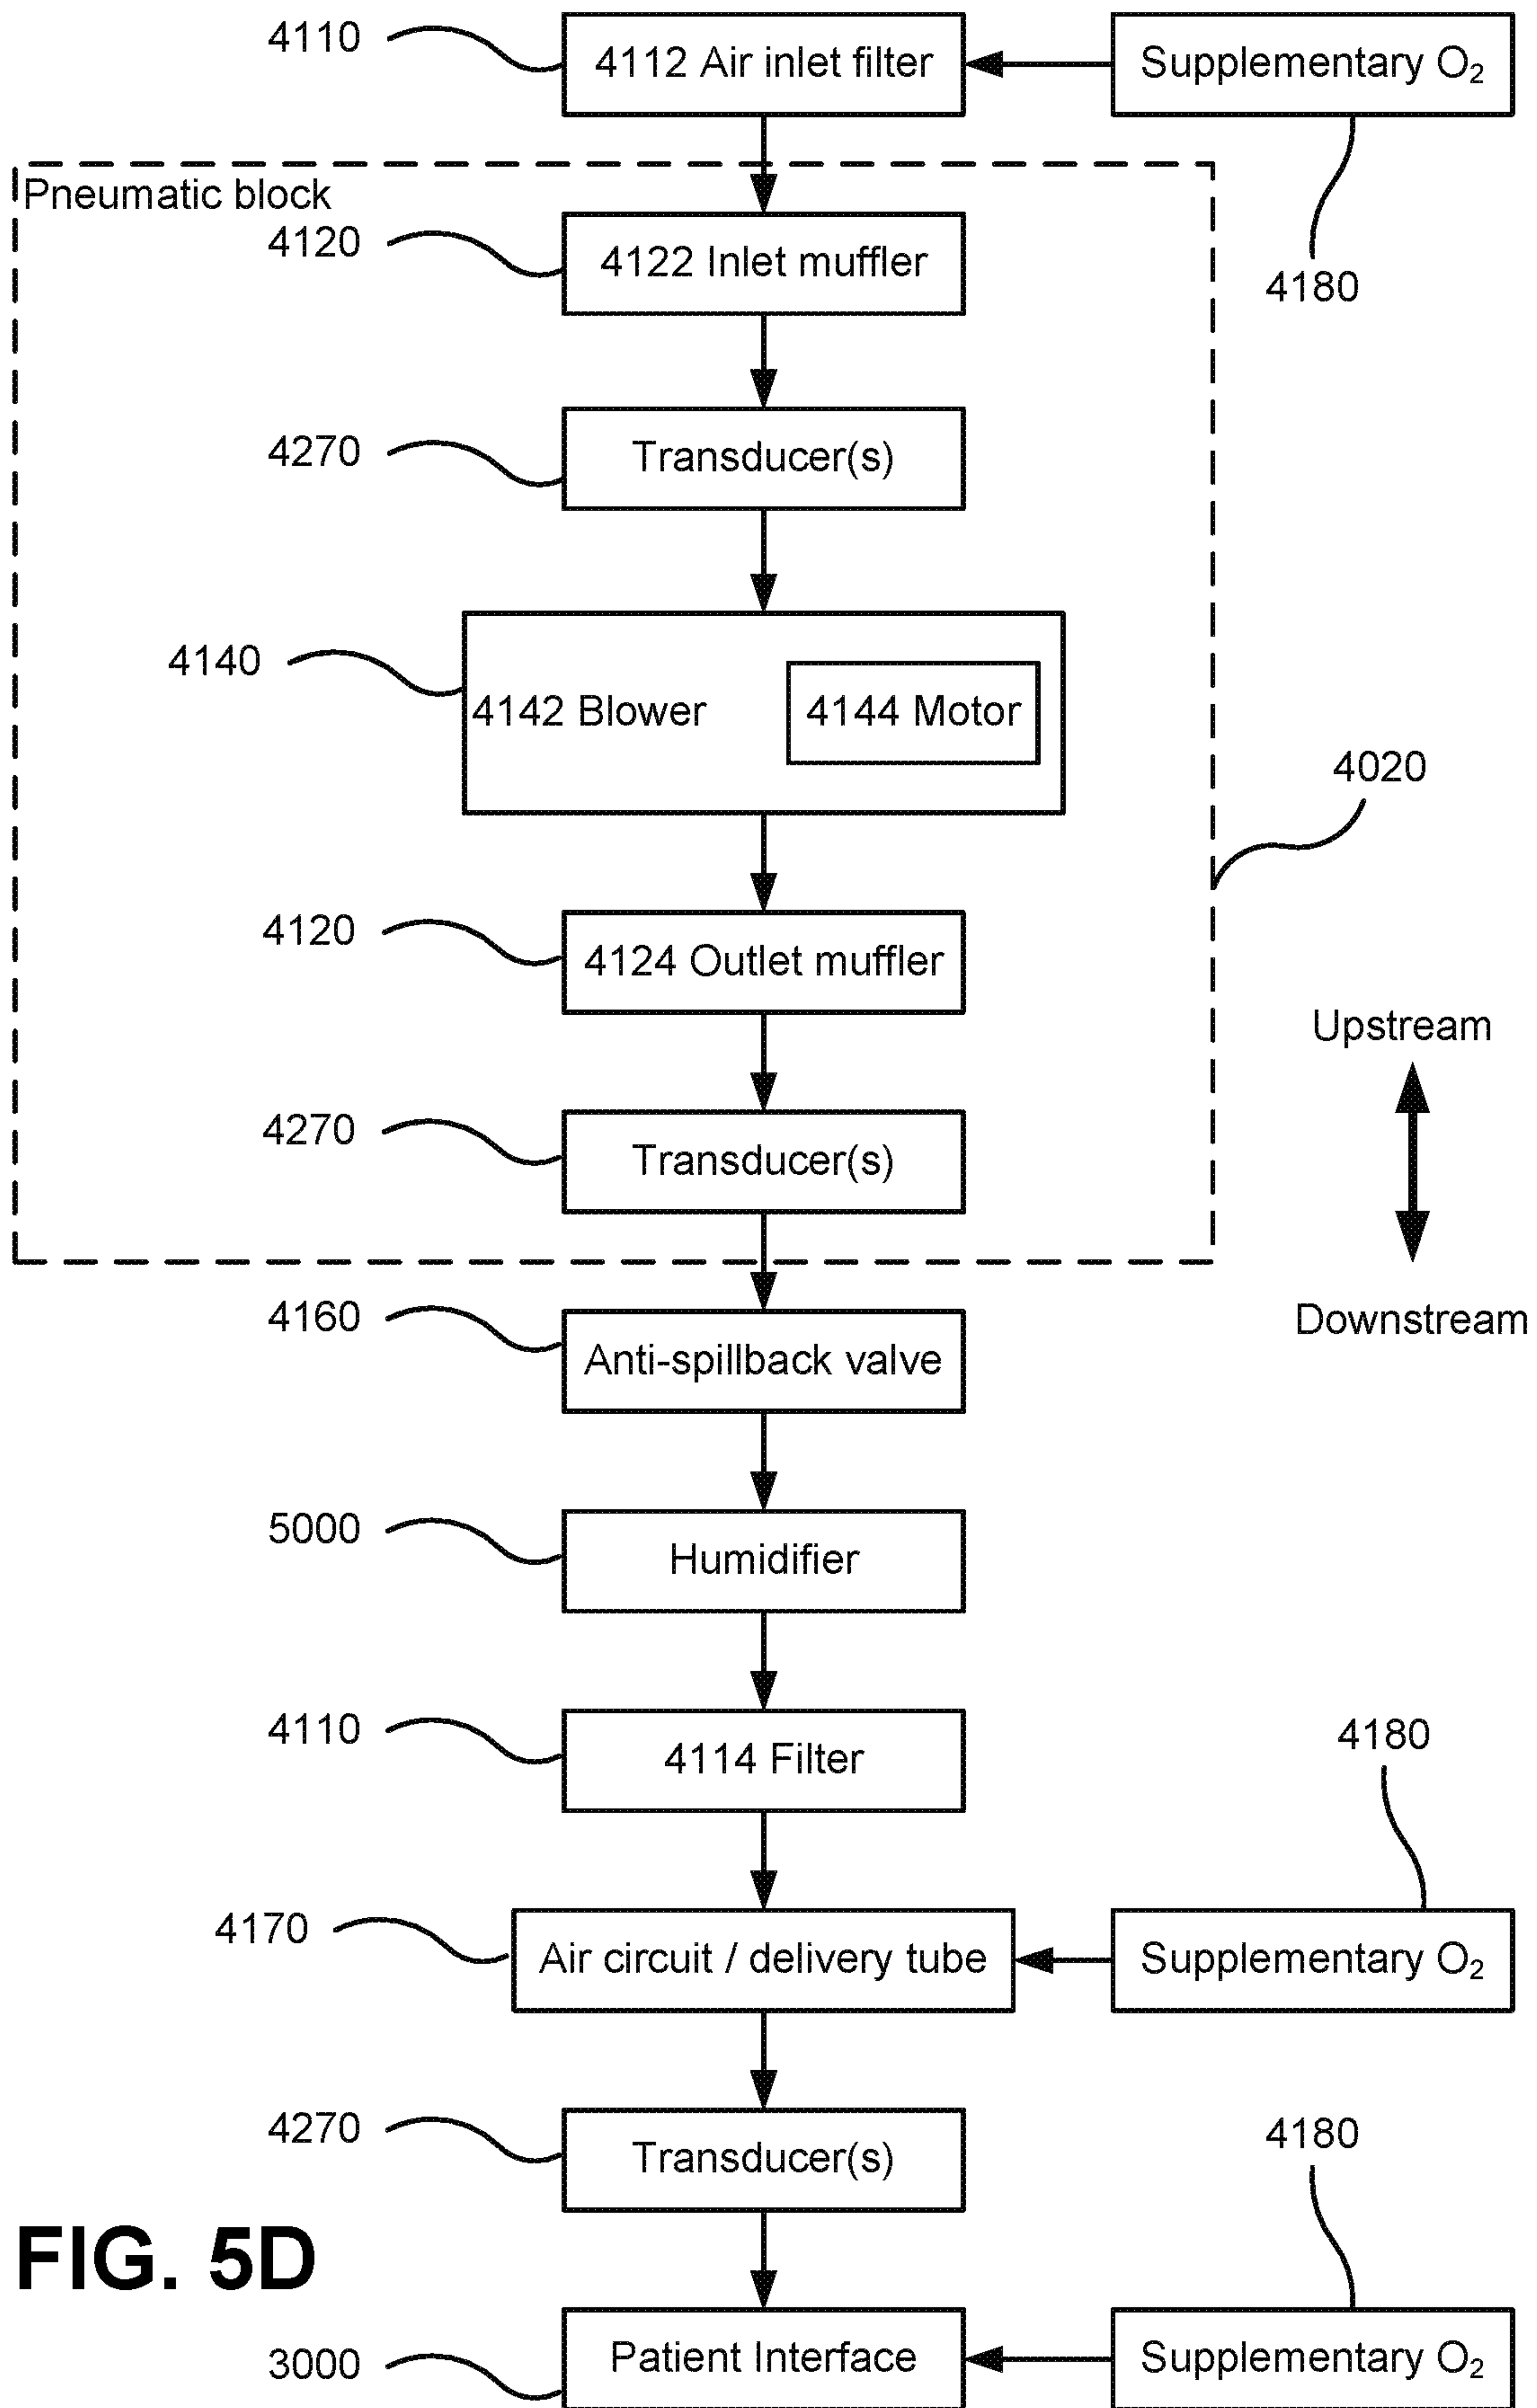 4110
4112 Air inlet filter
Supplementary O₂
Pneumatic block
4120
4122 Inlet muffler
4180
4270
Transducer(s)
4140
4142 Blower
4144 Motor
4020
4120
4124 Outlet muffler
Upstream
4270
Transducer(s)
4160
Anti-spillback valve
Downstream
5000
Humidifier
4110
4114 Filter
4180
4170
Air circuit / delivery tube
Supplementary O₂
4270
Transducer(s)
4180
FIG. 5D
3000
Patient Interface
Supplementary O₂